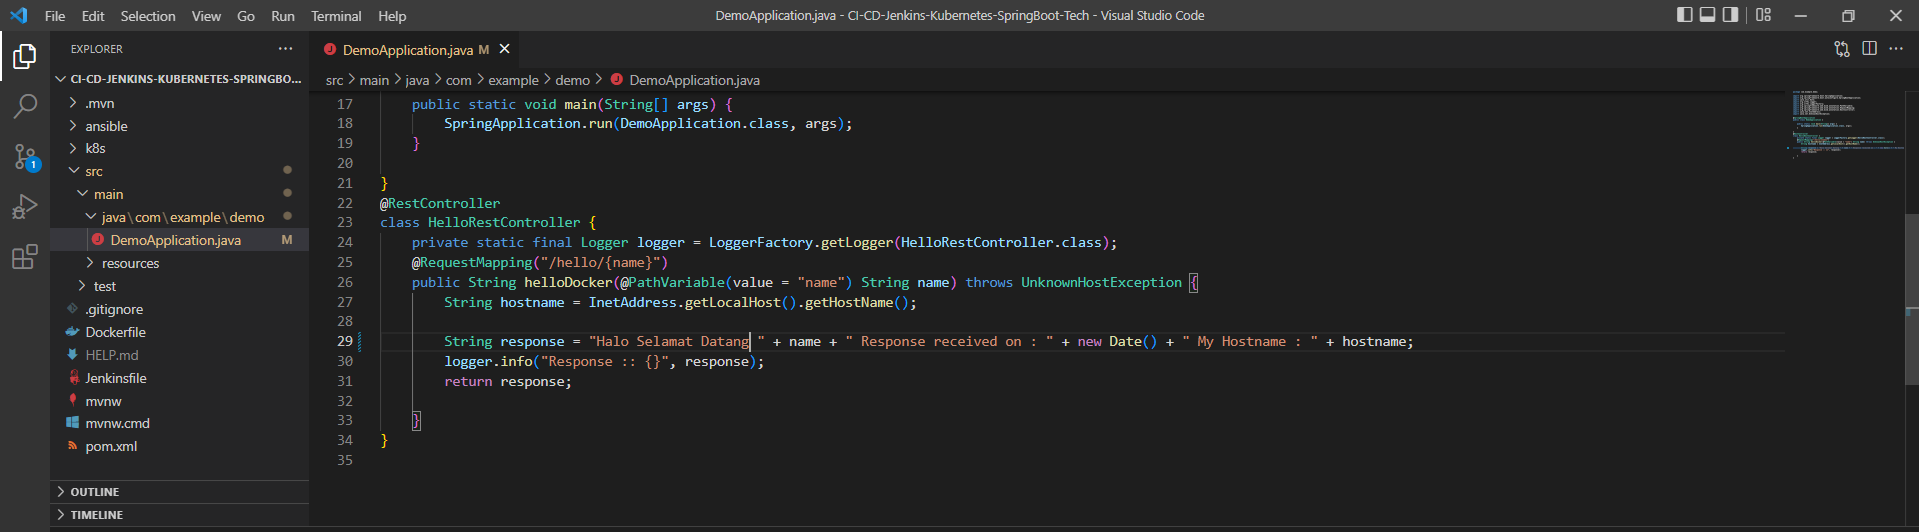 File Edit Selection View Go Run Terminal Help DemoApplication.java - CI-CD-Jenkins-Kubernetes-SpringBoot-Tech - Visual Studio Code
EXPLORER
CI-CD-JENKINS-KUBERNETES-SPRINGBO...
.mvn
ansible
k8s
1
src
main
java\com\example\demo
DemoApplication.java M
resources
test
.gitignore
Dockerfile
HELP.md
Jenkinsfile
mvnw
mvnw.cmd
pom.xml
OUTLINE
TIMELINE
DemoApplication.java M
src > main > java > com > example > demo > DemoApplication.java
17 public static void main(String[] args) {
18 SpringApplication.run(DemoApplication.class, args);
19 }
20
21 }
22 @RestController
23 class HelloRestController {
24 private static final Logger logger = LoggerFactory.getLogger(HelloRestController.class);
25 @RequestMapping("/hello/{name}")
26 public String helloDocker(@PathVariable(value = "name") String name) throws UnknownHostException {
27 String hostname = InetAddress.getLocalHost().getHostName();
28
29 String response = "Halo Selamat Datang " + name + " Response received on : " + new Date() + " My Hostname : " + hostname;
30 logger.info("Response :: {}", response);
31 return response;
32
33 }
34 }
35